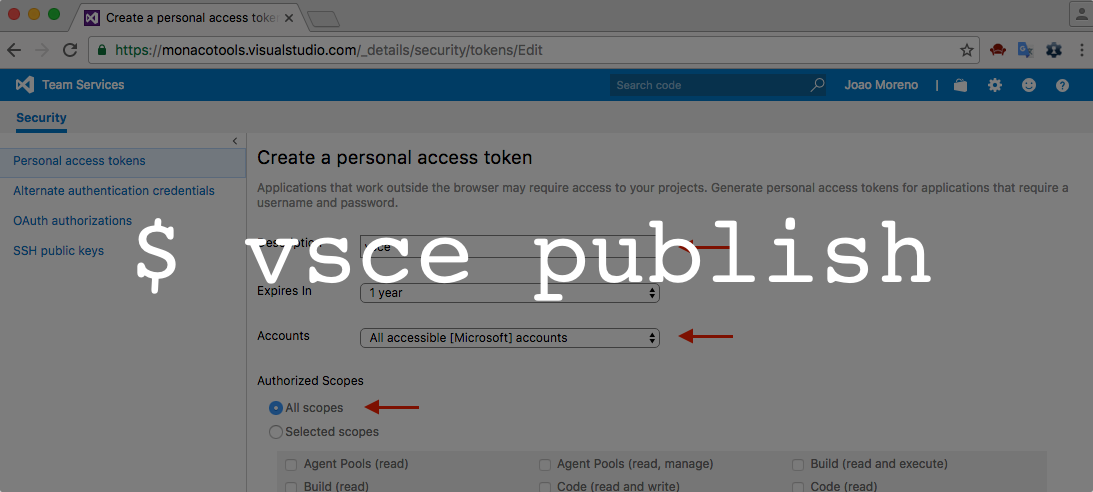 Create a personal access toke
https://monacotools.visualstudio.com/_details/security/tokens/Edit
Team Services
Search code
Joao Moreno
Security
Personal access tokens
Alternate authentication credentials
OAuth authorizations
SSH public keys
Create a personal access token
Applications that work outside the browser may require access to your projects. Generate personal access tokens for applications that require a
username and password.
$ vsce publish
Description
vsce
Expires In
1 year
Accounts
All accessible [Microsoft] accounts
Authorized Scopes
All scopes
Selected scopes
Agent Pools (read)
Agent Pools (read, manage)
Build (read and execute)
Build (read)
Code (read and write)
Code (read)